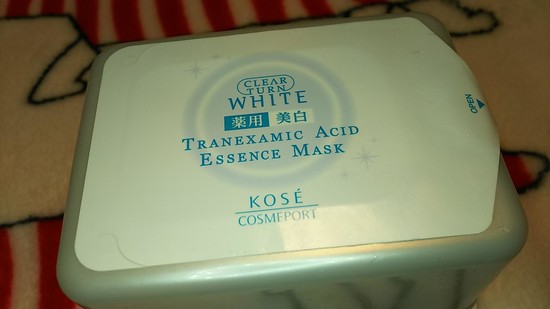 CLEAR
TURN
WHITE
薬用 美白
TRANEXAMIC ACID
ESSENCE MASK
KOSÉ
COSMEPORT
OPEN